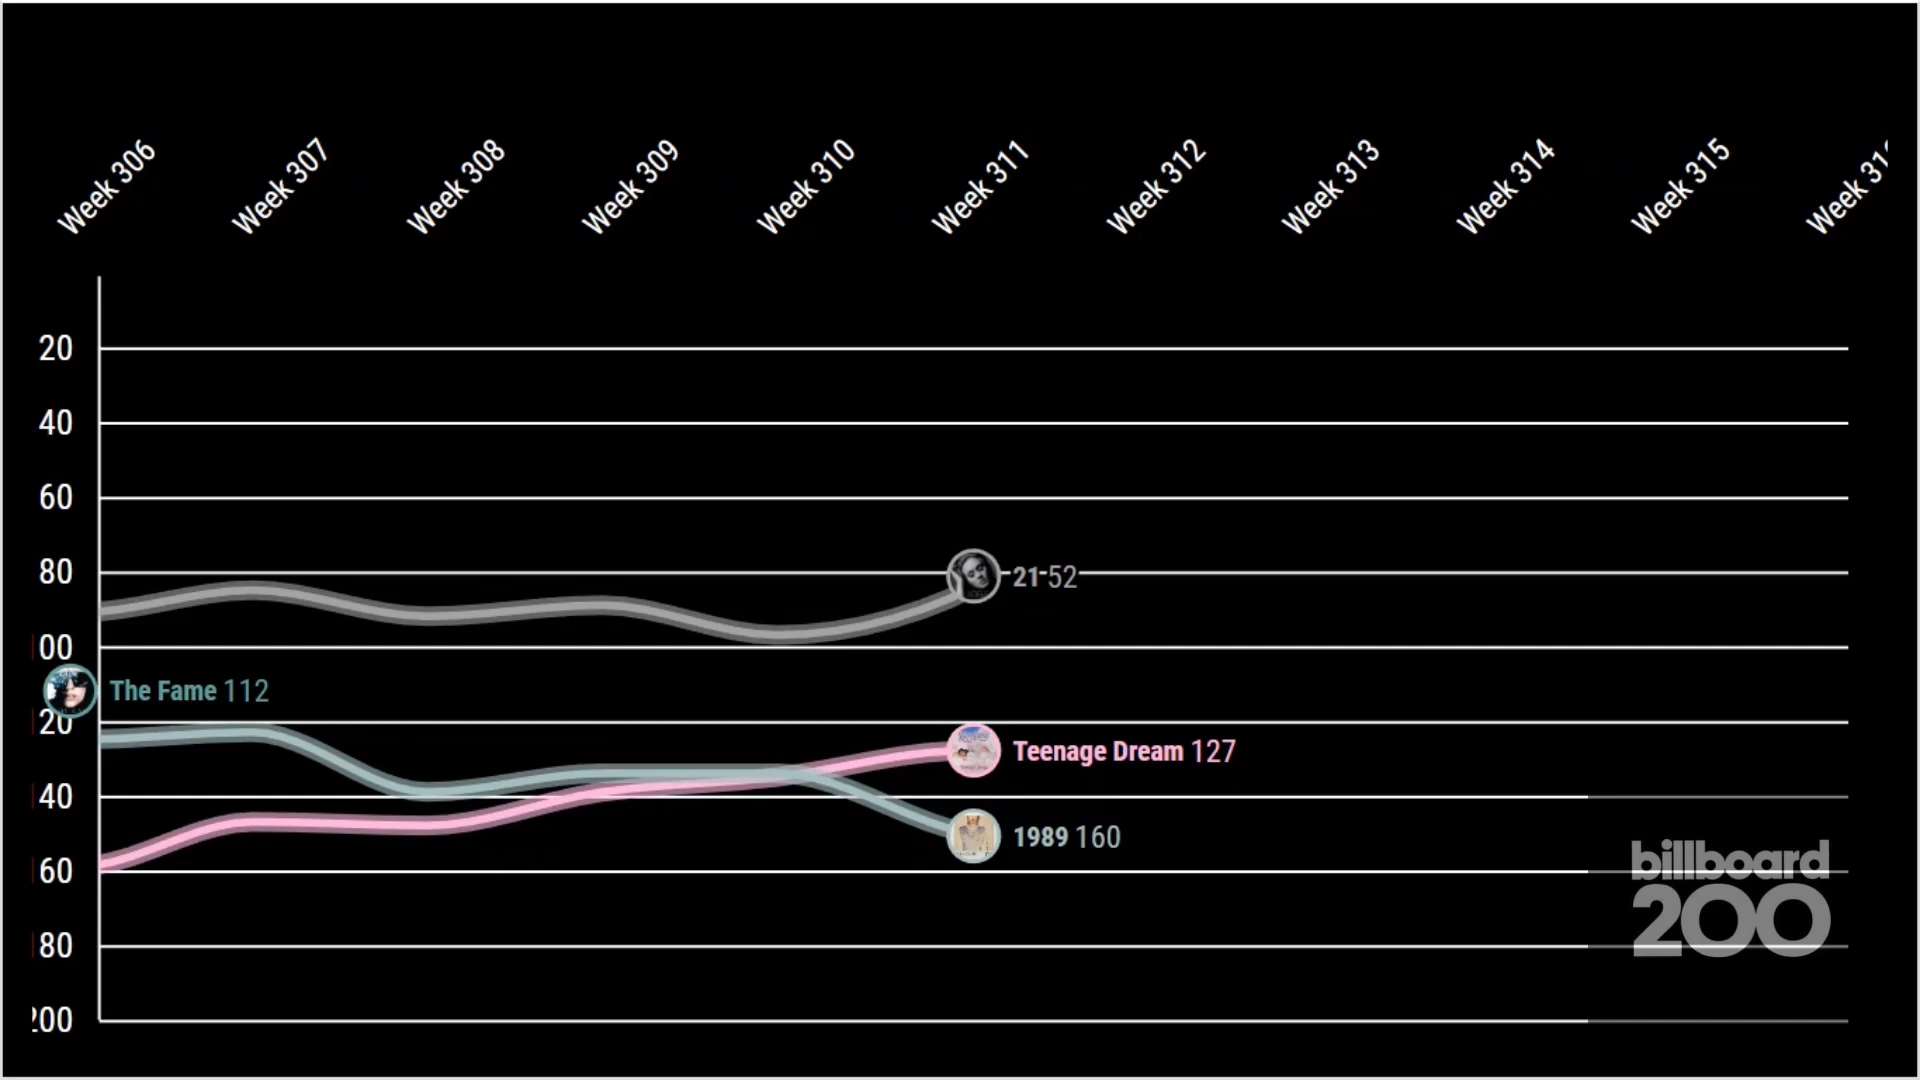 Week 306
Week 307
Week 308
Week 309
Week 310
Week 311
Week 312
Week 313
Week 314
Week 315
Week 31
20
40
60
80
21 52
00
The Fame 112
20
Teenage Dream 127
40
1989 160
billboard
60
200
80
200